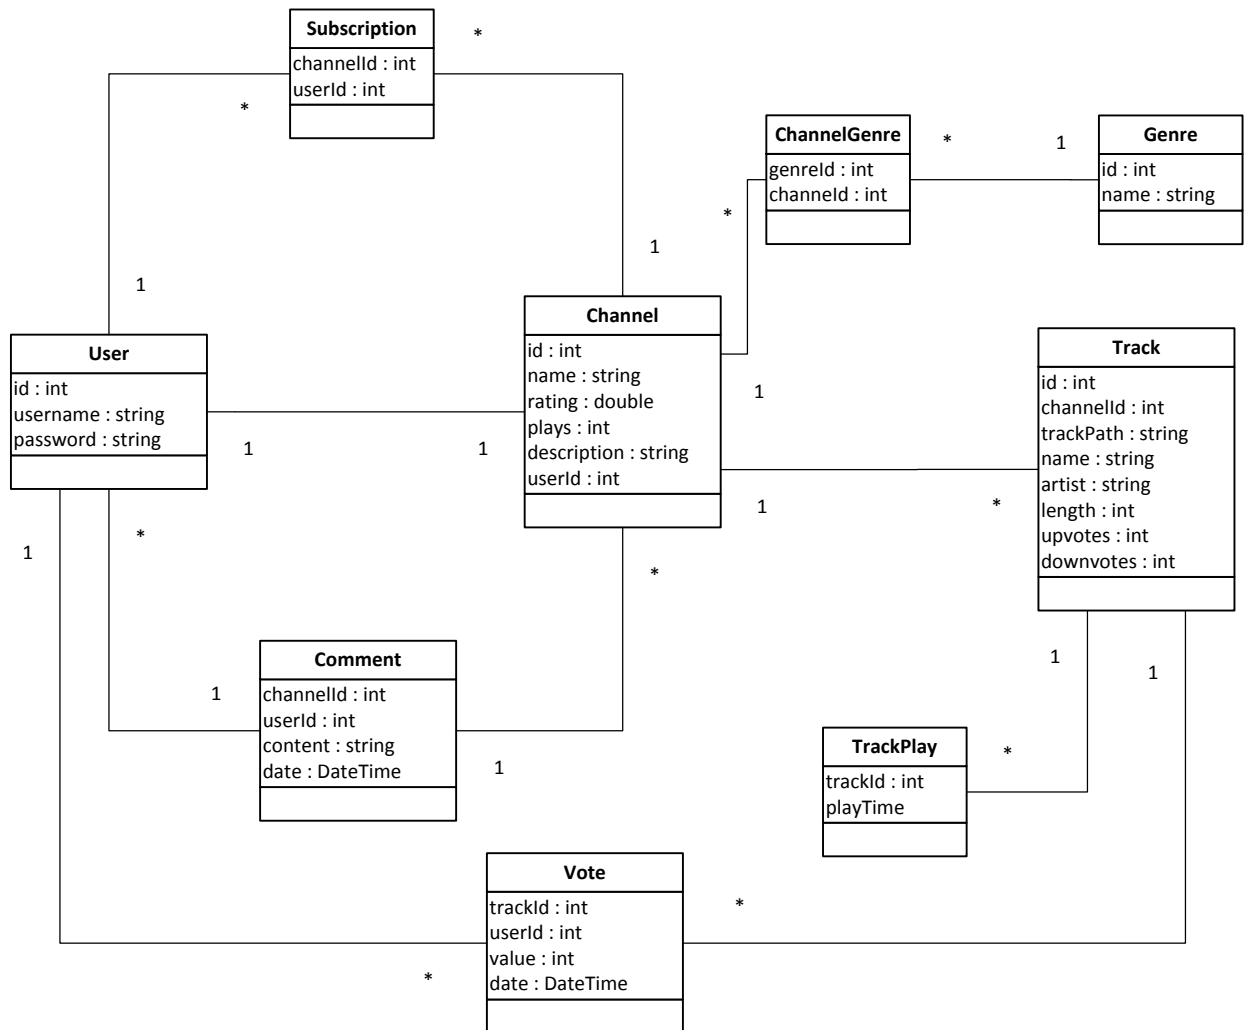 Subscription
channelId : int
userId : int
*
*
1
1
ChannelGenre
genreId : int
channeId : int
*
*
1
Genre
id : int
name : string
User
id : int
username : string
password : string
1
1
1
*
Channel
id : int
name : string
rating : double
plays : int
description : string
userId : int
1
1
*
*
Track
id : int
channelId : int
trackPath : string
name : string
artist : string
length : int
upvotes : int
downvotes : int
1
1
Comment
channelId : int
userId : int
content : string
date : DateTime
1
1
TrackPlay
trackId : int
playTime
*
Vote
trackId : int
userId : int
value : int
date : DateTime
*
*